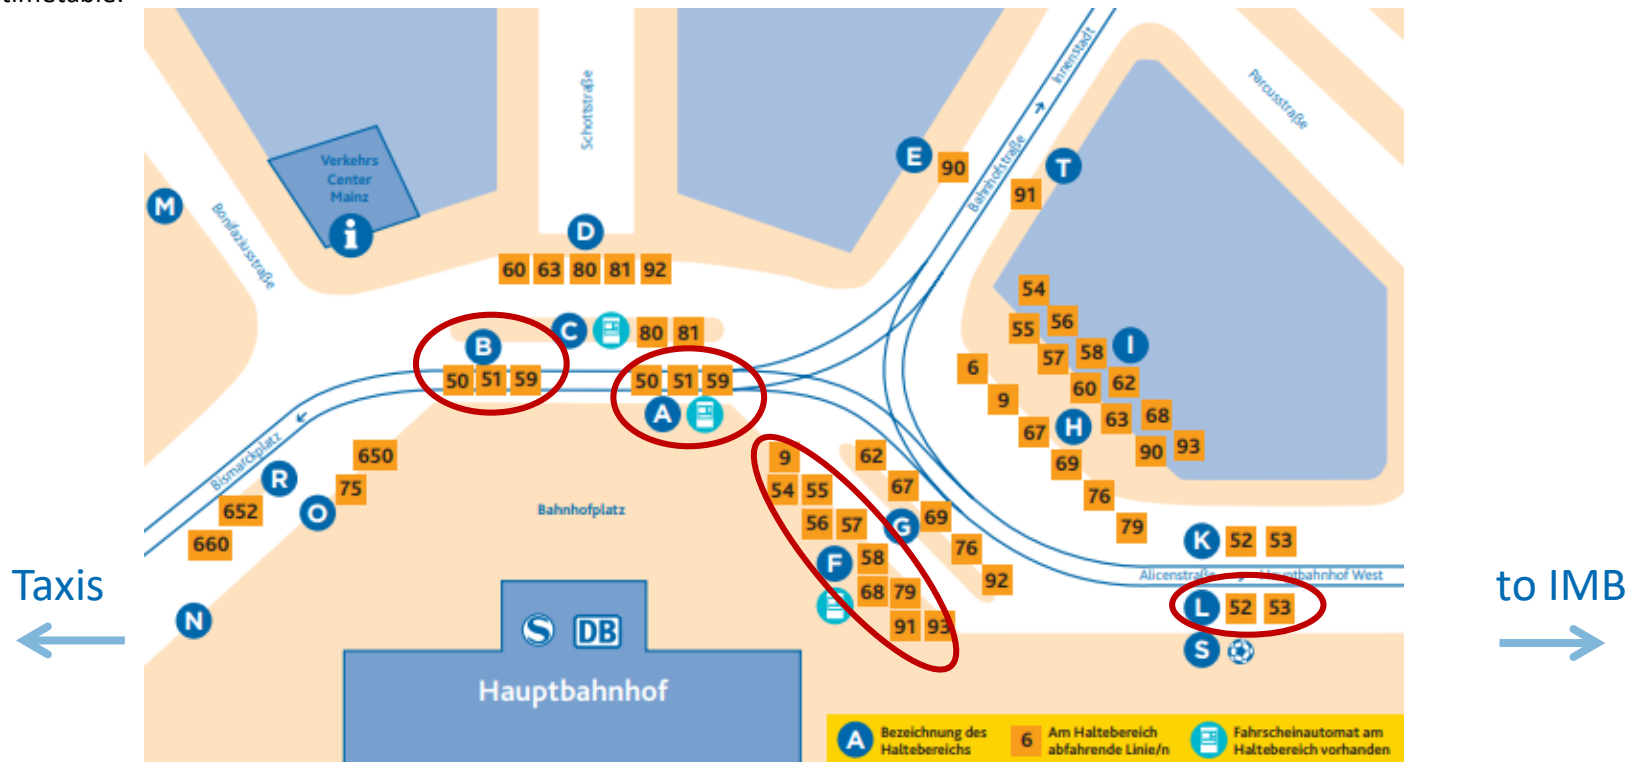 timetable.
Innenstadt
Parcusstraße
Schottstraße
Bahnhofstraße
Verkehrs
Center
Mainz
i
M
Bonifaziusstraße
E
90
T
91
D
60 63 80 81 92
C 80 81
B
50 51 59
50 51 59
A
54
55 56
57 58 I
60 62
63 68
90 93
6
9
67 H
69
76
79
Bismarckplatz
650
R 75
652 O
660
Bahnhofplatz
9
54 55
56 57
F 58
68 79
91 93
62
67
G 69
76
92
K 52 53
Alicenstraße Hauptbahnhof West
L 52 53
S
Taxis
to IMB
N
S DB
Hauptbahnhof
A Bezeichnung des
Haltebereichs
6 Am Haltebereich
abfahrende Linie/n
Fahrscheinautomat am
Haltebereich vorhanden